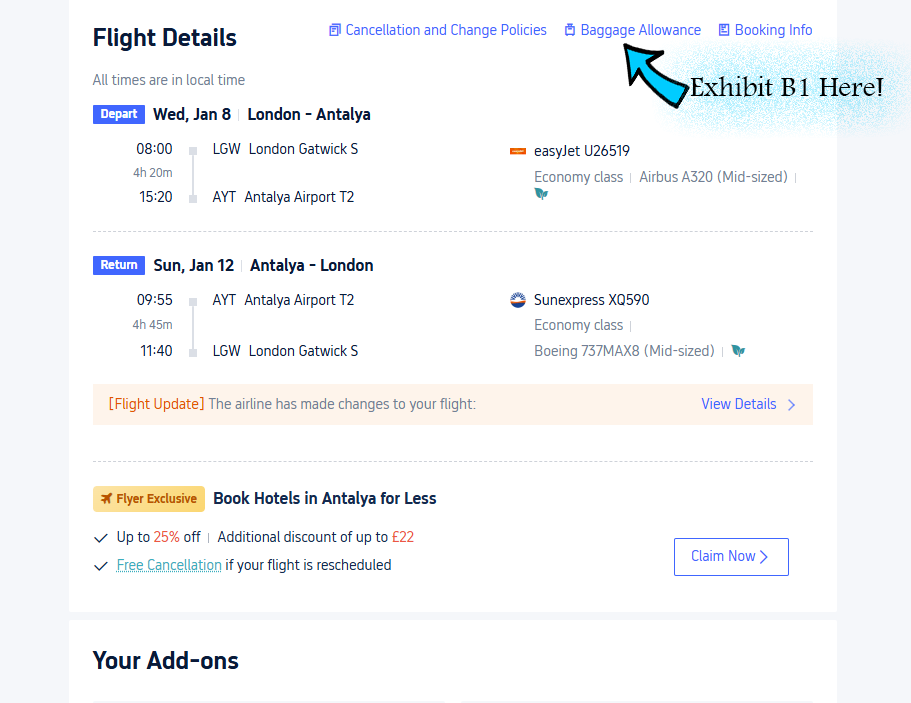 Flight Details
Cancellation and Change Policies
Baggage Allowance
Booking Info
Exhibit B1 Here!
All times are in local time
Depart Wed, Jan 8 | London - Antalya
08:00 LGW London Gatwick S
easyJet U26519
4h 20m
Economy class | Airbus A320 (Mid-sized) |
15:20 AYT Antalya Airport T2
Return Sun, Jan 12 | Antalya - London
09:55 AYT Antalya Airport T2
Sunexpress XQ590
4h 45m
Economy class |
11:40 LGW London Gatwick S
Boeing 737MAX8 (Mid-sized) |
[Flight Update] The airline has made changes to your flight:
View Details
Flyer Exclusive Book Hotels in Antalya for Less
Up to 25% off | Additional discount of up to £22
Free Cancellation if your flight is rescheduled
Claim Now
Your Add-ons